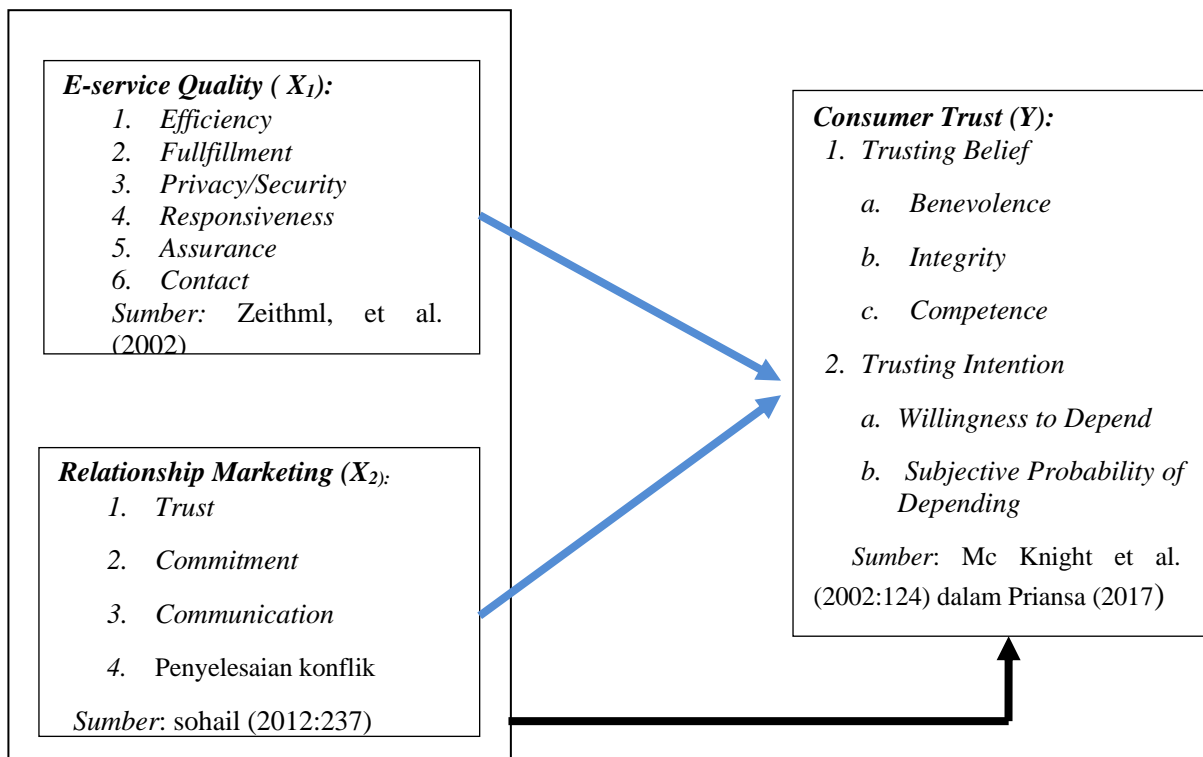 E-service Quality ( X1):
1. Efficiency
2. Fullfillment
3. Privacy/Security
4. Responsiveness
5. Assurance
6. Contact
Sumber: Zeithml, et al.
(2002)
Relationship Marketing (X2):
1. Trust
2. Commitment
3. Communication
4. Penyelesaian konflik
Sumber: sohail (2012:237)
Consumer Trust (Y):
1. Trusting Belief
a. Benevolence
b. Integrity
c. Competence
2. Trusting Intention
a. Willingness to Depend
b. Subjective Probability of
Depending
Sumber: Mc Knight et al.
(2002:124) dalam Priansa (2017)